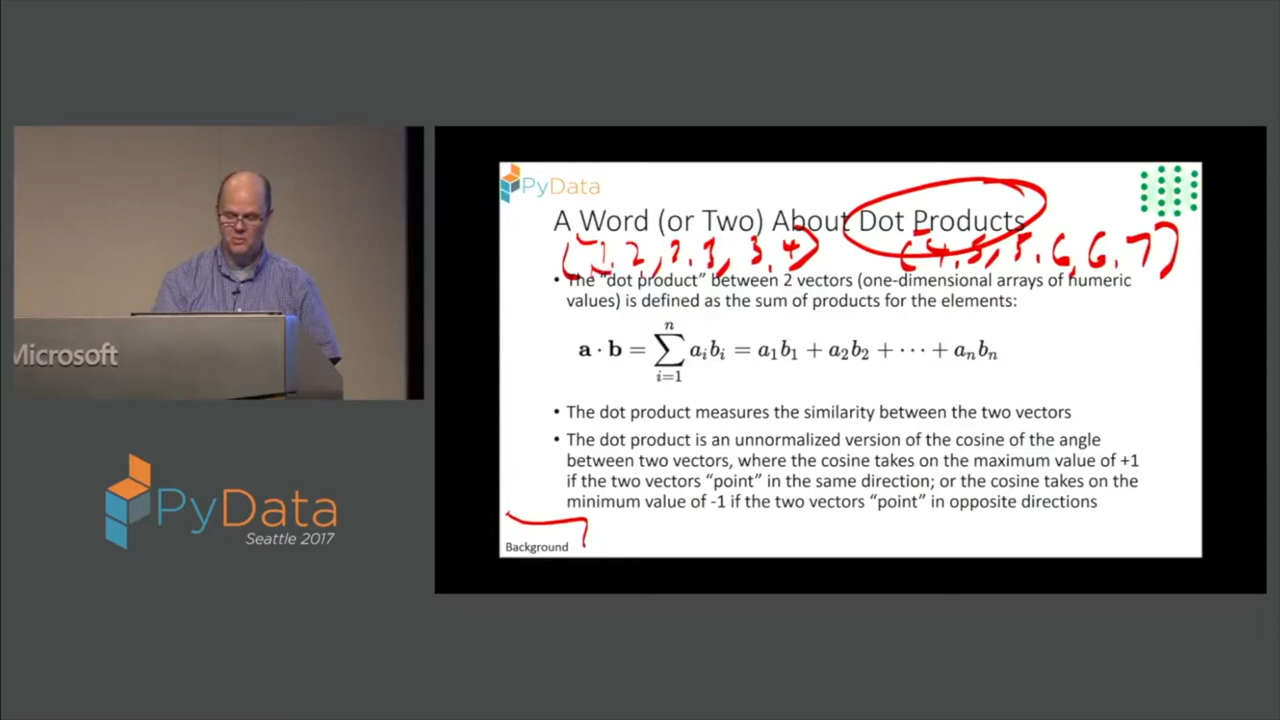 PyData
A Word (or Two) About Dot Products
• The "dot product" between 2 vectors (one-dimensional arrays of numeric
values) is defined as the sum of products for the elements:
a · b = ∑ⁿᵢ₌₁ aᵢbᵢ = a₁b₁ + a₂b₂ + ⋯ + aₙbₙ
• The dot product measures the similarity between the two vectors
• The dot product is an unnormalized version of the cosine of the angle
between two vectors, where the cosine takes on the maximum value of +1
if the two vectors "point" in the same direction; or the cosine takes on the
minimum value of -1 if the two vectors "point" in opposite directions
Background
Microsoft
PyData
Seattle 2017